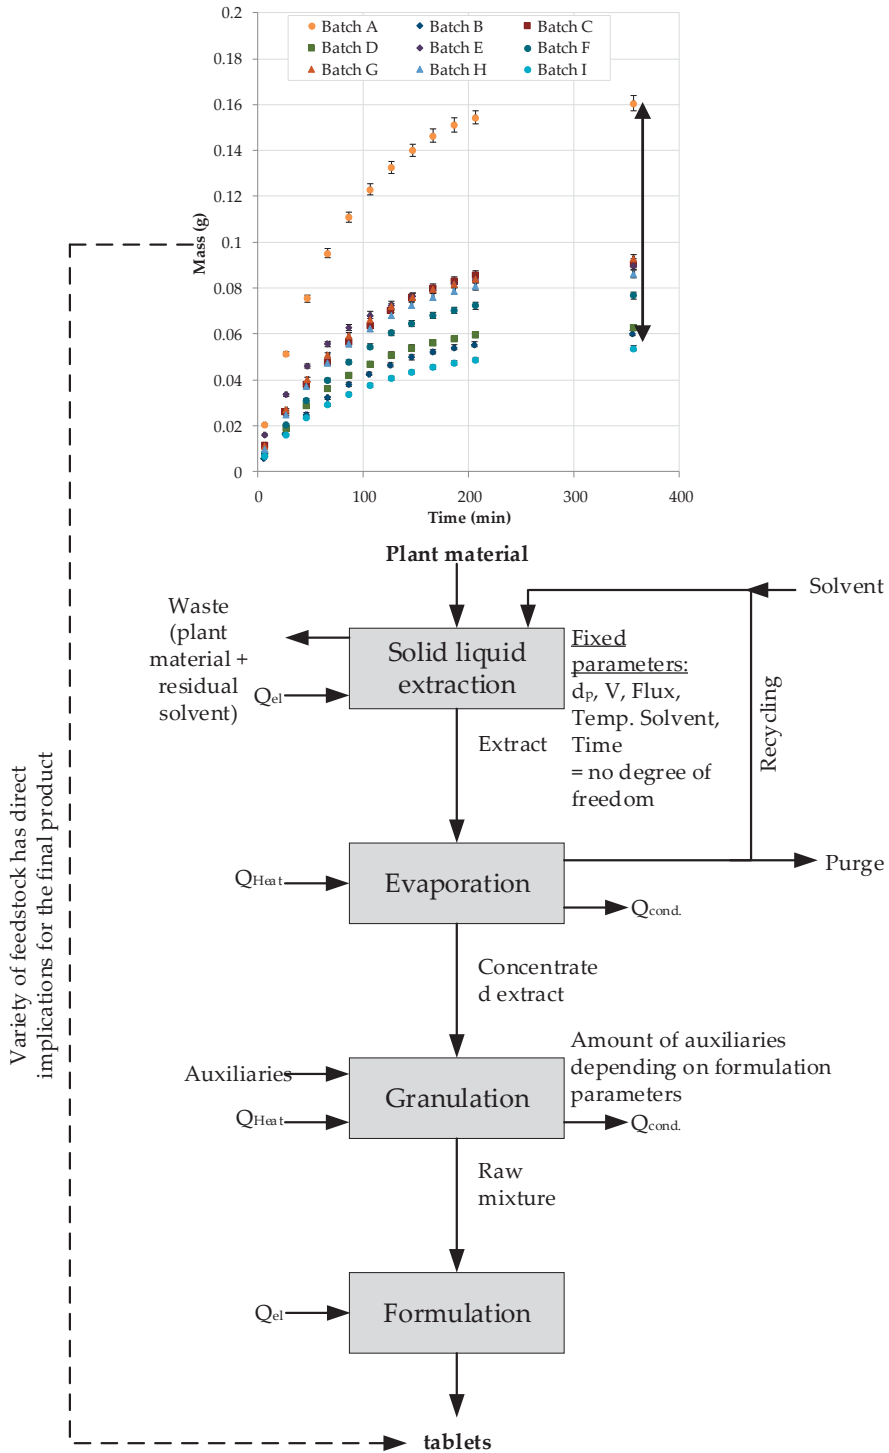 0.2
0.18
0.16
0.14
0.12
0.1
0.08
0.06
0.04
0.02
0
Mass (g)
Batch A Batch B Batch C
Batch D Batch E Batch F
Batch G Batch H Batch I
0 100 200 300 400
Time (min)
Plant material
Solvent
Waste
(plant
material +
residual
solvent)
Qel
Solid liquid
extraction
Fixed
parameters:
dp, V, Flux,
Temp. Solvent,
Time
= no degree of
freedom
Recycling
Extract
QHeat
Evaporation
Purge
Qcond.
Concentrate
d extract
Variety of feedstock has direct
implications for the final product
Auxiliaries
QHeat
Granulation
Amount of auxiliaries
depending on formulation
parameters
Qcond.
Raw
mixture
Qel
Formulation
tablets